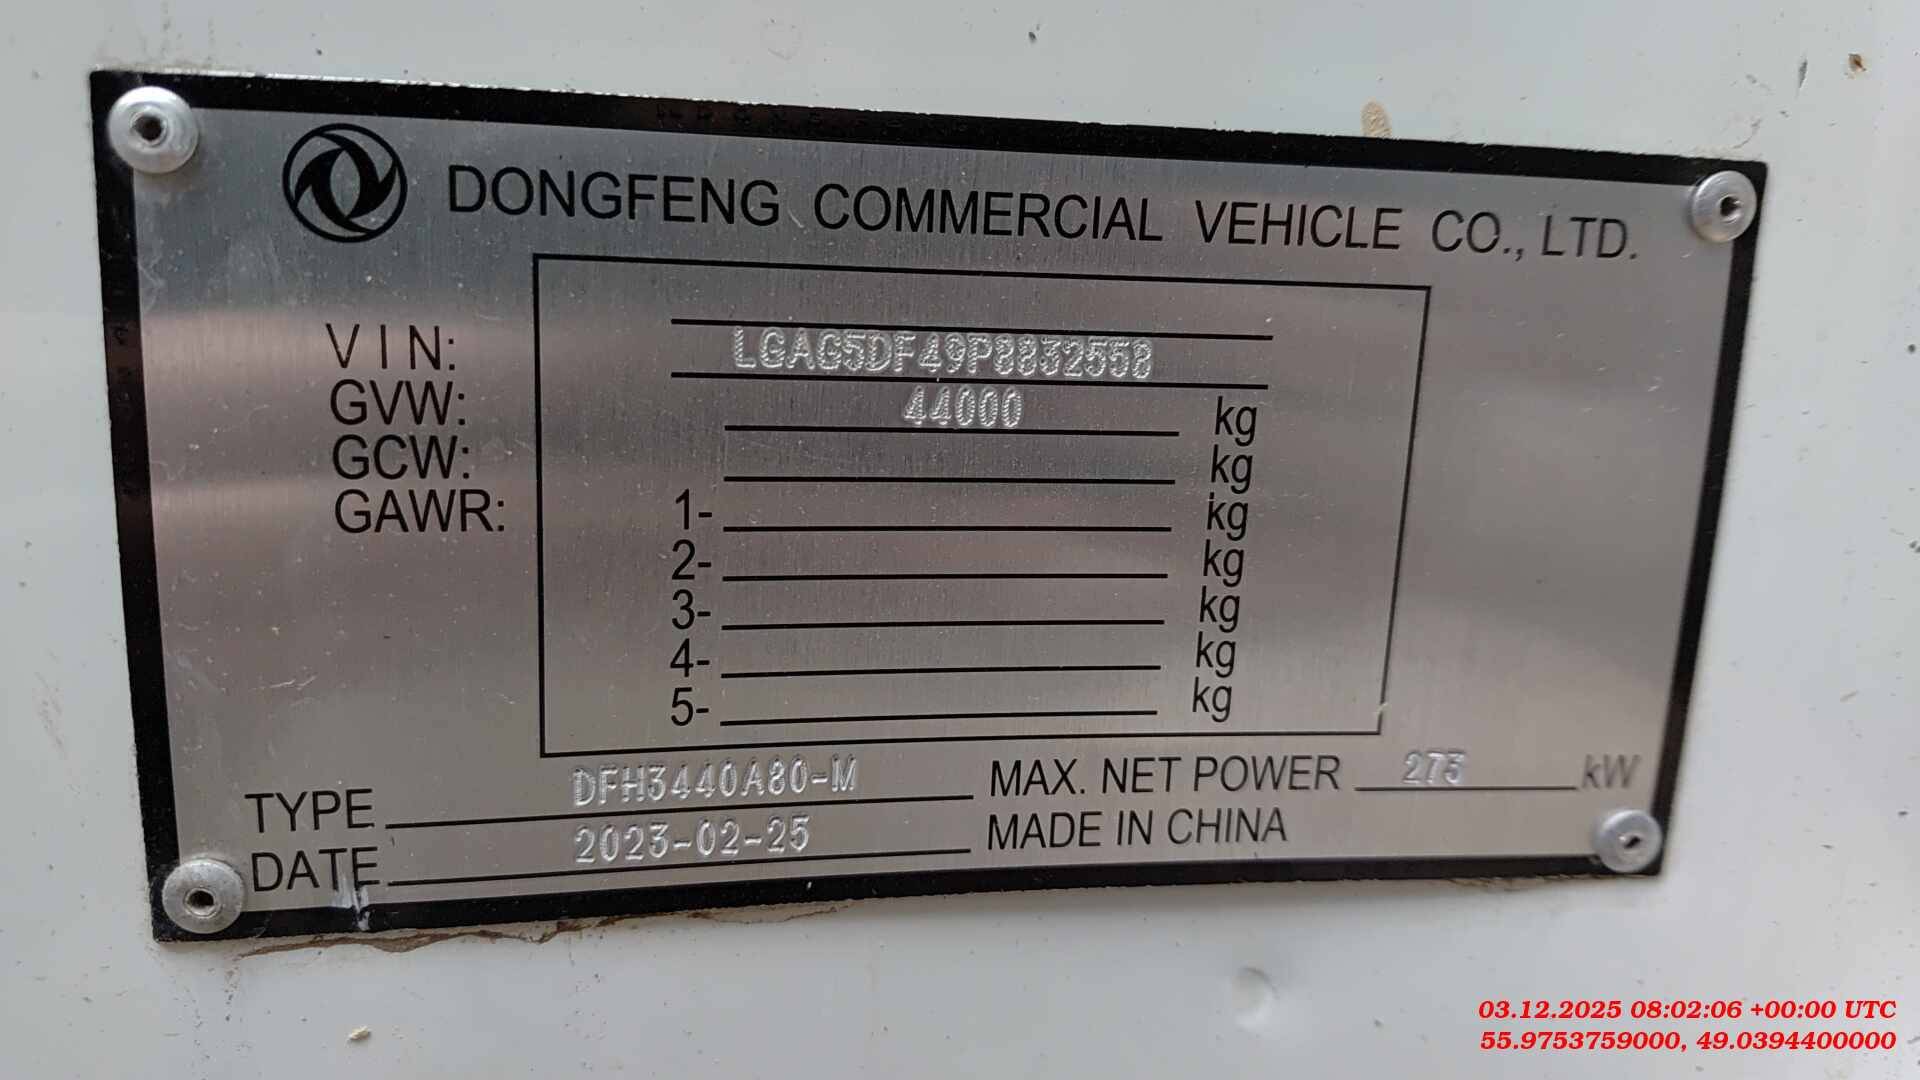 DONGFENG COMMERCIAL VEHICLE CO., LTD.
VIN: LGAG5DF49P8832558
GVW: 44000 kg
GCW: kg
GAWR: 1- kg
2- kg
3- kg
4- kg
5- kg
TYPE DFH3440A80-M MAX. NET POWER 275 kW
DATE 2023-02-25 MADE IN CHINA
03.12.2025 08:02:06 +00:00 UTC
55.9753759000, 49.0394400000